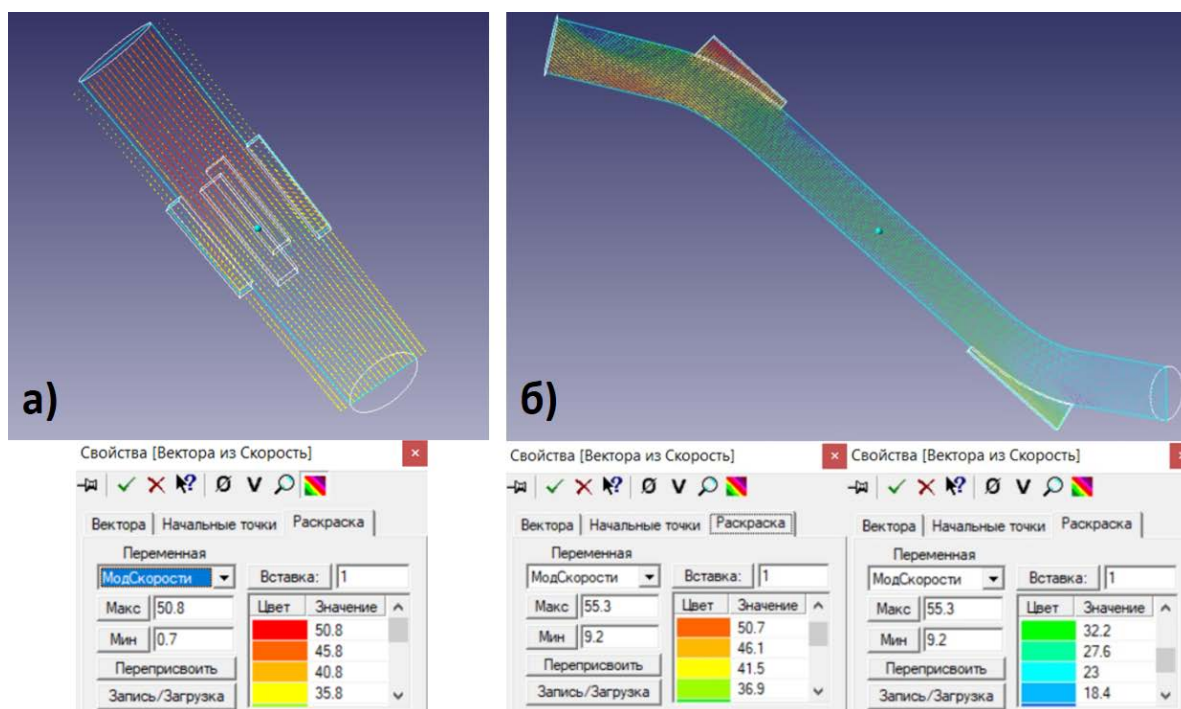 а)
б)
Свойства [Вектора из Скорость]
Вектора Начальные точки Раскраска
Переменная
МодСкорости Вставка: 1
Макс 50.8 Цвет Значение
50.8
Мин 0.7 45.8
Переприсвоить 40.8
Запись/Загрузка 35.8
Свойства [Вектора из Скорость]
Вектора Начальные точки Раскраска
Переменная
МодСкорости Вставка: 1
Макс 55.3 Цвет Значение
50.7
Мин 9.2 46.1
Переприсвоить 41.5
Запись/Загрузка 36.9
Свойства [Вектора из Скорость]
Вектора Начальные точки Раскраска
Переменная
МодСкорости Вставка: 1
Макс 55.3 Цвет Значение
32.2
Мин 9.2 27.6
Переприсвоить 23
Запись/Загрузка 18.4